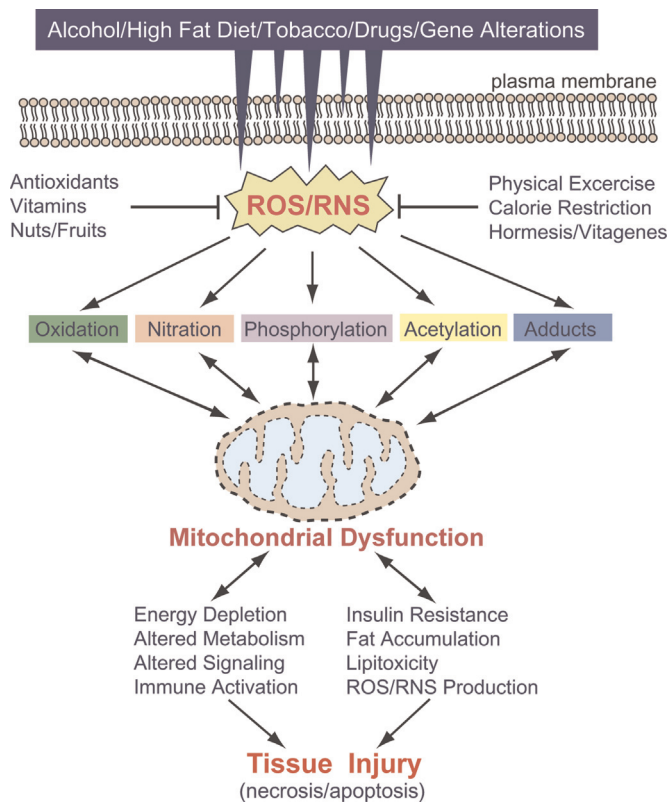 Alcohol/High Fat Diet/Tobacco/Drugs/Gene Alterations
plasma membrane
Antioxidants
Vitamins
Nuts/Fruits
ROS/RNS
Physical Excercise
Calorie Restriction
Hormesis/Vitagenes
Oxidation
Nitration
Phosphorylation
Acetylation
Adducts
Mitochondrial Dysfunction
Energy Depletion
Altered Metabolism
Altered Signaling
Immune Activation
Insulin Resistance
Fat Accumulation
Lipitoxicity
ROS/RNS Production
Tissue Injury
(necrosis/apoptosis)